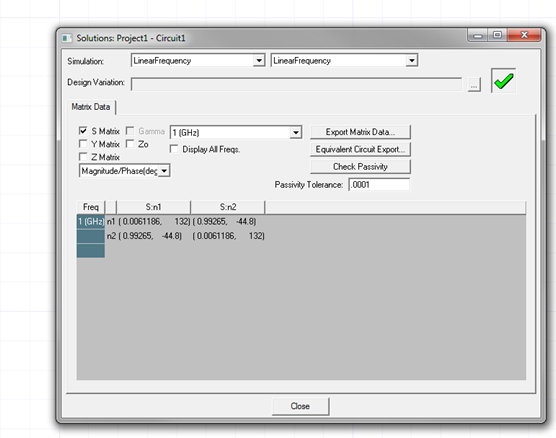 Solutions: Project1 - Circuit1
Simulation: LinearFrequency LinearFrequency
Design Variation: ...
Matrix Data
S Matrix Gamma 1 (GHz) Export Matrix Data...
Y Matrix Zo Display All Freqs. Equivalent Circuit Export...
Z Matrix Check Passivity
Magnitude/Phase(deg Passivity Tolerance: .0001
Freq S:n1 S:n2
1 (GHz) n1 ( 0.0061186, 132) ( 0.99265, -44.8)
n2 ( 0.99265, -44.8) ( 0.0061186, 132)
Close